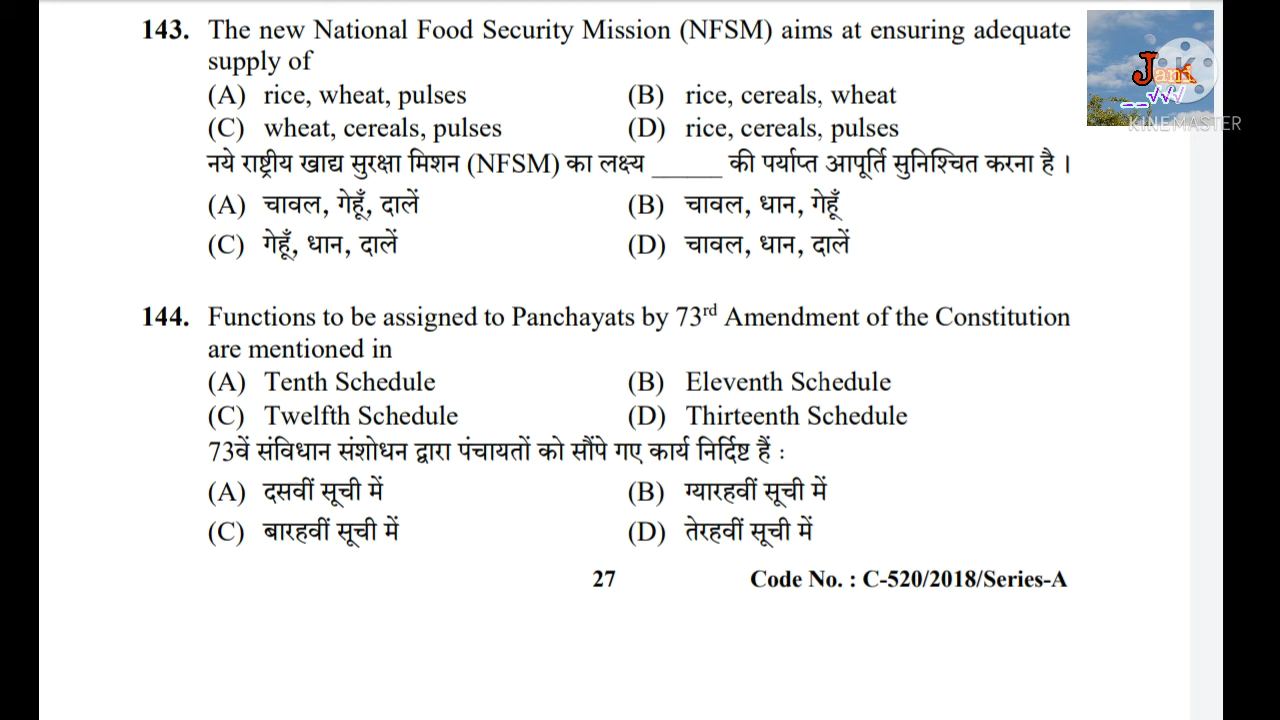 143. The new National Food Security Mission (NFSM) aims at ensuring adequate
supply of
(A) rice, wheat, pulses (B) rice, cereals, wheat
(C) wheat, cereals, pulses (D) rice, cereals, pulses
नये राष्ट्रीय खाद्य सुरक्षा मिशन (NFSM) का लक्ष्य _____ की पर्याप्त आपूर्ति सुनिश्चित करना है ।
(A) चावल, गेहूँ, दालें (B) चावल, धान, गेहूँ
(C) गेहूँ, धान, दालें (D) चावल, धान, दालें
144. Functions to be assigned to Panchayats by 73rd Amendment of the Constitution
are mentioned in
(A) Tenth Schedule (B) Eleventh Schedule
(C) Twelfth Schedule (D) Thirteenth Schedule
73वें संविधान संशोधन द्वारा पंचायतों को सौंपे गए कार्य निर्दिष्ट हैं :
(A) दसवीं सूची में (B) ग्यारहवीं सूची में
(C) बारहवीं सूची में (D) तेरहवीं सूची में
27 Code No. : C-520/2018/Series-A
KINEMASTER